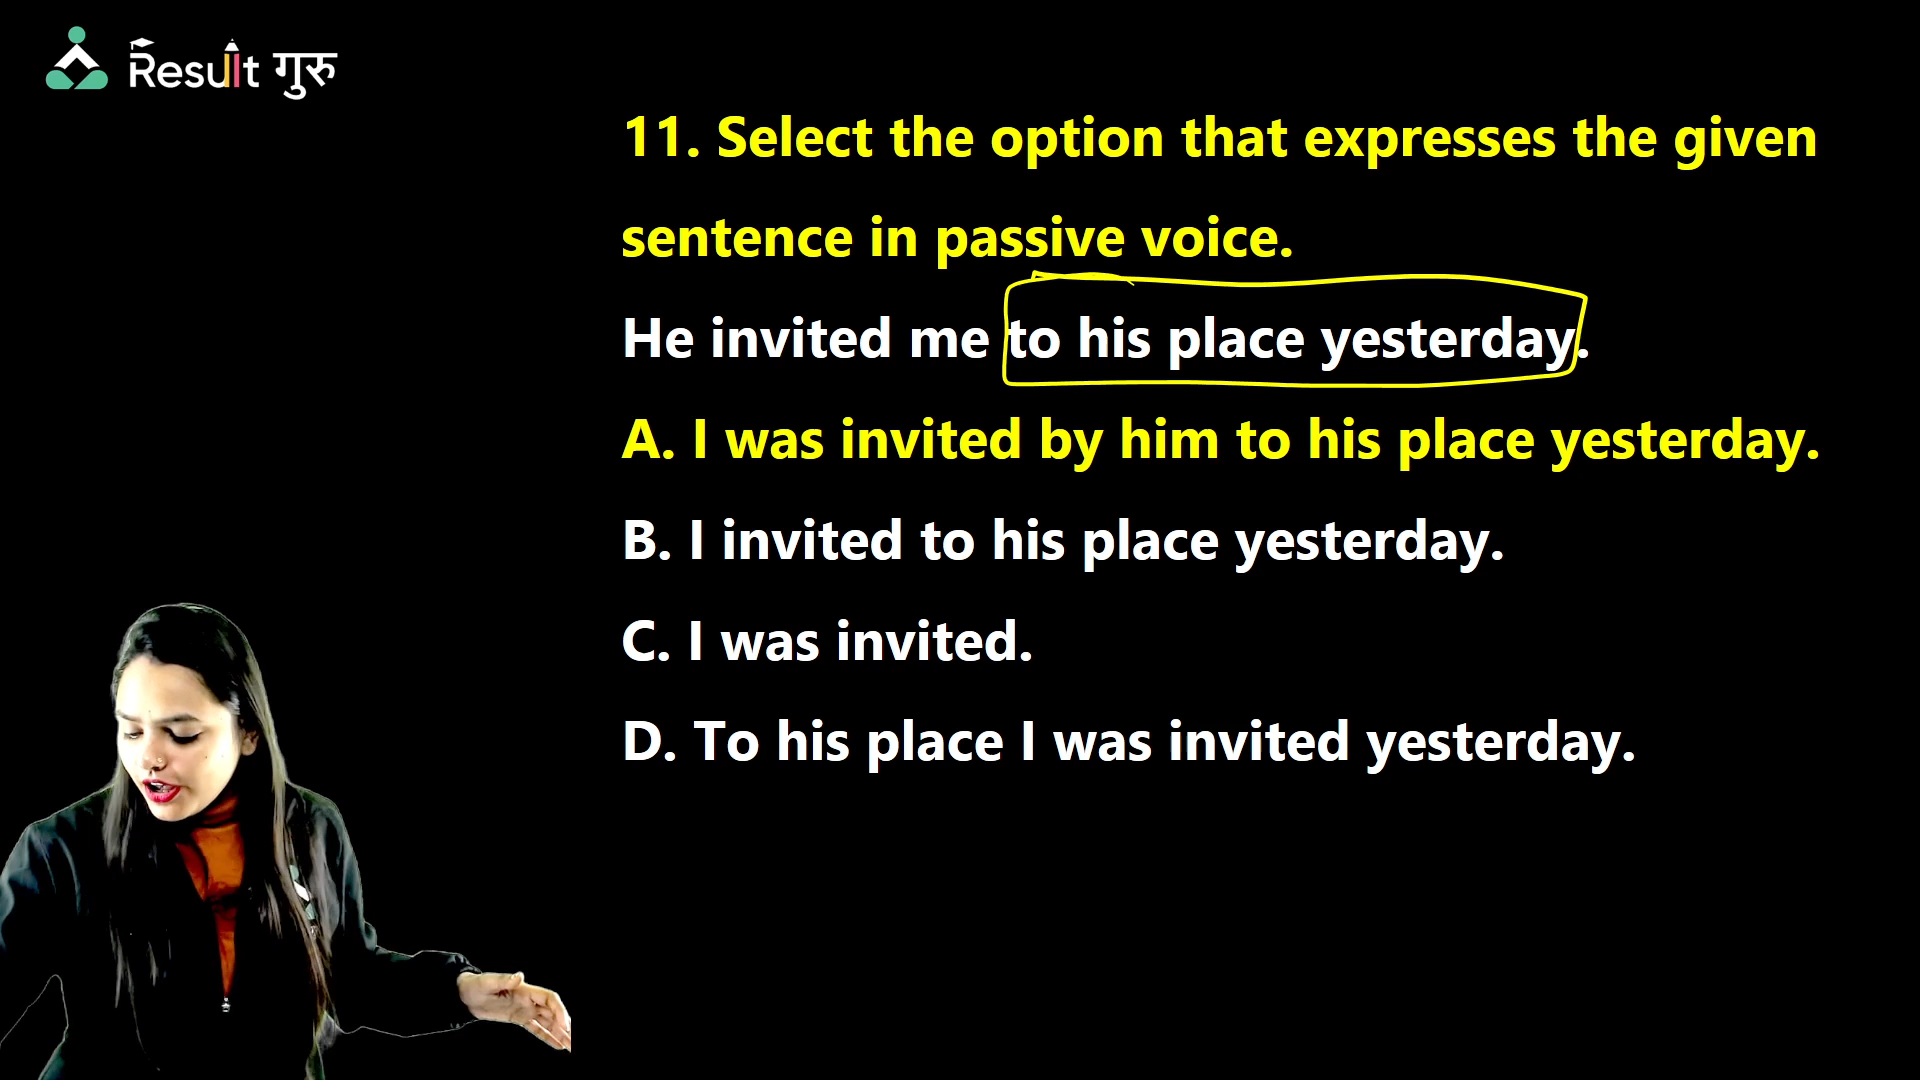 Result गुरु
11. Select the option that expresses the given
sentence in passive voice.
He invited me to his place yesterday.
A. I was invited by him to his place yesterday.
B. I invited to his place yesterday.
C. I was invited.
D. To his place I was invited yesterday.